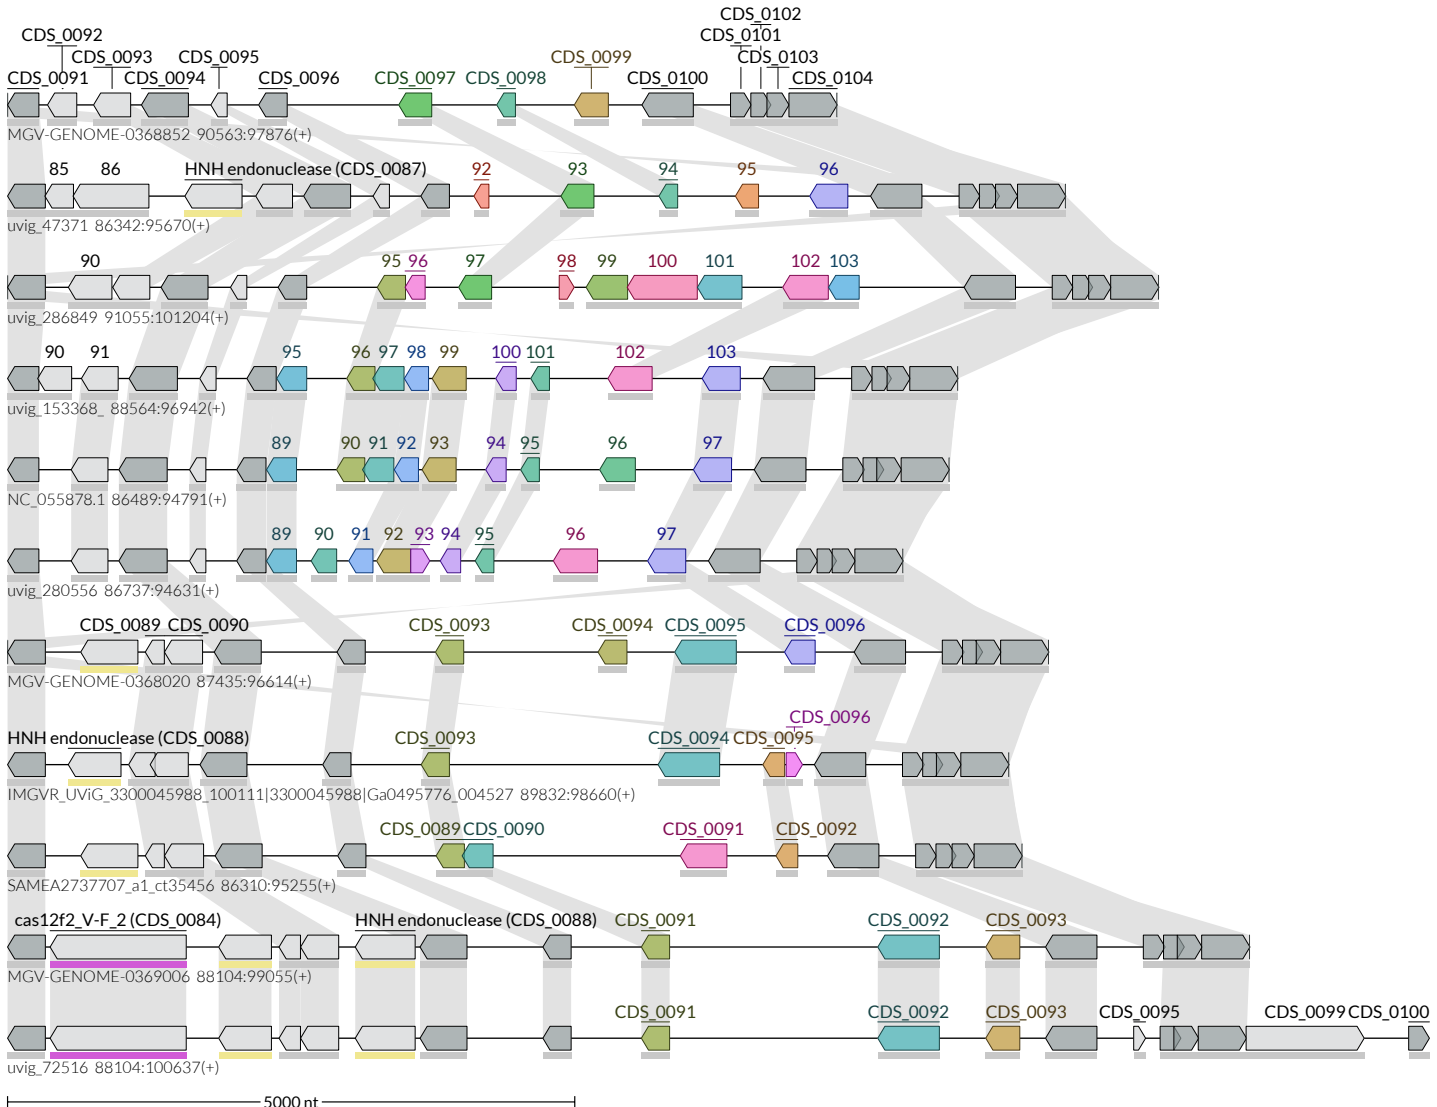 CDS_0102
CDS_0092 CDS_0101
CDS_0093 CDS_0095 CDS_0099 CDS_0103
CDS_0091 CDS_0094 CDS_0096 CDS_0097 CDS_0098 CDS_0100 CDS_0104
MGV-GENOME-0368852 90563:97876(+)
85 86 HNH endonuclease (CDS_0087) 92 93 94 95 96
uvig_47371 86342:95670(+)
90 95 96 97 98 99 100 101 102 103
uvig_286849 91055:101204(+)
90 91 95 96 97 98 99 100 101 102 103
uvig_153368_ 88564:96942(+)
89 90 91 92 93 94 95 96 97
NC_055878.1 86489:94791(+)
89 90 91 92 93 94 95 96 97
uvig_280556 86737:94631(+)
CDS_0089 CDS_0090 CDS_0093 CDS_0094 CDS_0095 CDS_0096
MGV-GENOME-0368020 87435:96614(+)
CDS_0096
HNH endonuclease (CDS_0088) CDS_0093 CDS_0094 CDS_0095
IMGVR_UViG_3300045988_100111|3300045988|Ga0495776_004527 89832:98660(+)
CDS_0089 CDS_0090 CDS_0091 CDS_0092
SAMEA2737707_a1_ct35456 86310:95255(+)
cas12f2_V-F_2 (CDS_0084) HNH endonuclease (CDS_0088) CDS_0091 CDS_0092 CDS_0093
MGV-GENOME-0369006 88104:99055(+)
CDS_0091 CDS_0092 CDS_0093 CDS_0095 CDS_0099 CDS_0100
uvig_72516 88104:100637(+)
5000 nt